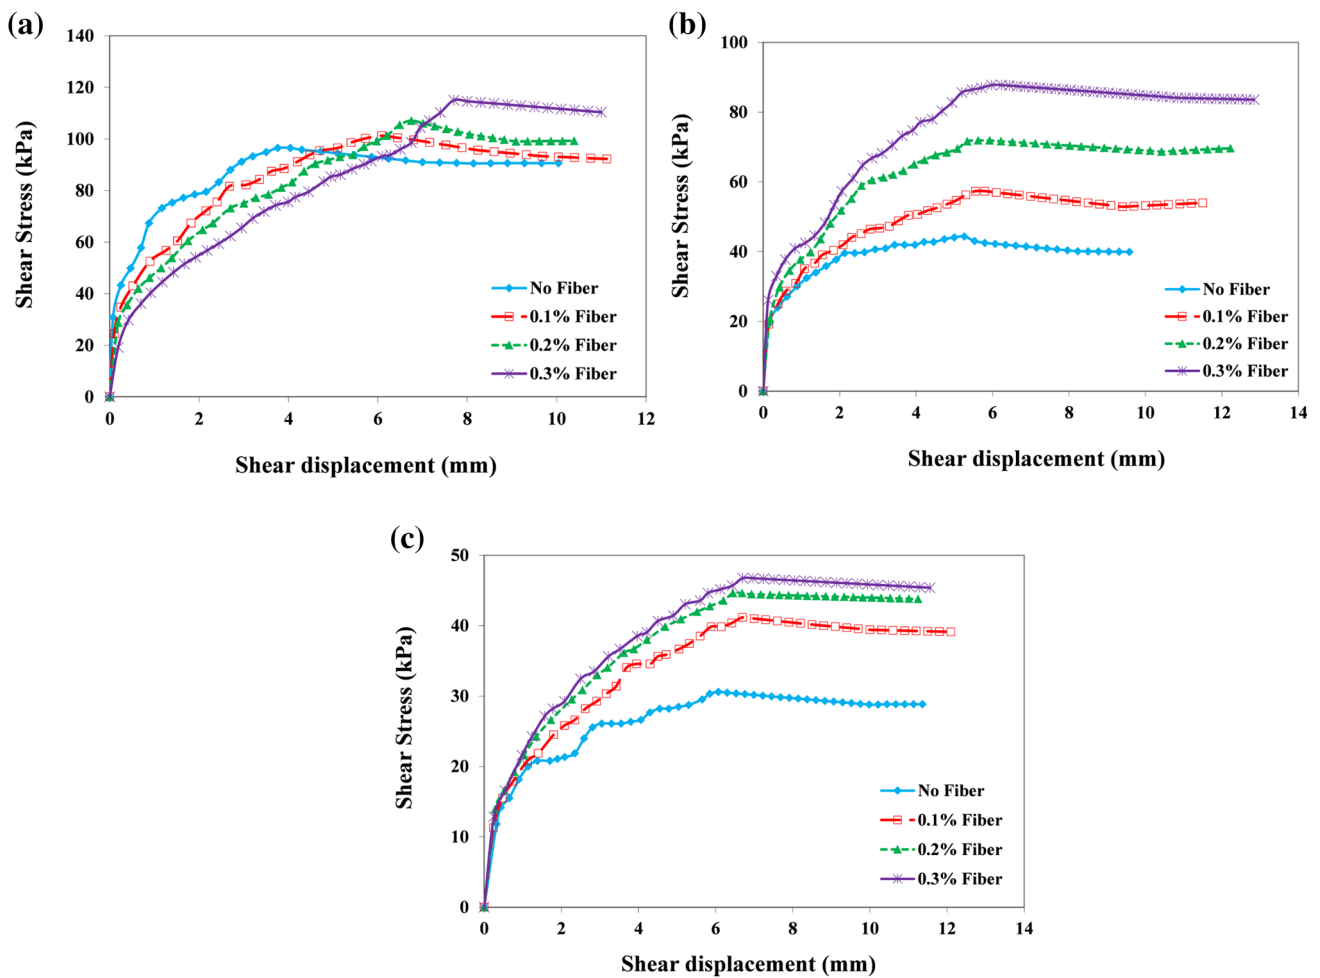 (a)
140
120
100
80
60
40
20
0
Shear Stress (kPa)
No Fiber
0.1% Fiber
0.2% Fiber
0.3% Fiber
0 2 4 6 8 10 12
Shear displacement (mm)
(b)
100
80
60
40
20
0
Shear Stress (kPa)
No Fiber
0.1% Fiber
0.2% Fiber
0.3% Fiber
0 2 4 6 8 10 12 14
Shear displacement (mm)
(c)
50
40
30
20
10
0
Shear Stress (kPa)
No Fiber
0.1% Fiber
0.2% Fiber
0.3% Fiber
0 2 4 6 8 10 12 14
Shear displacement (mm)